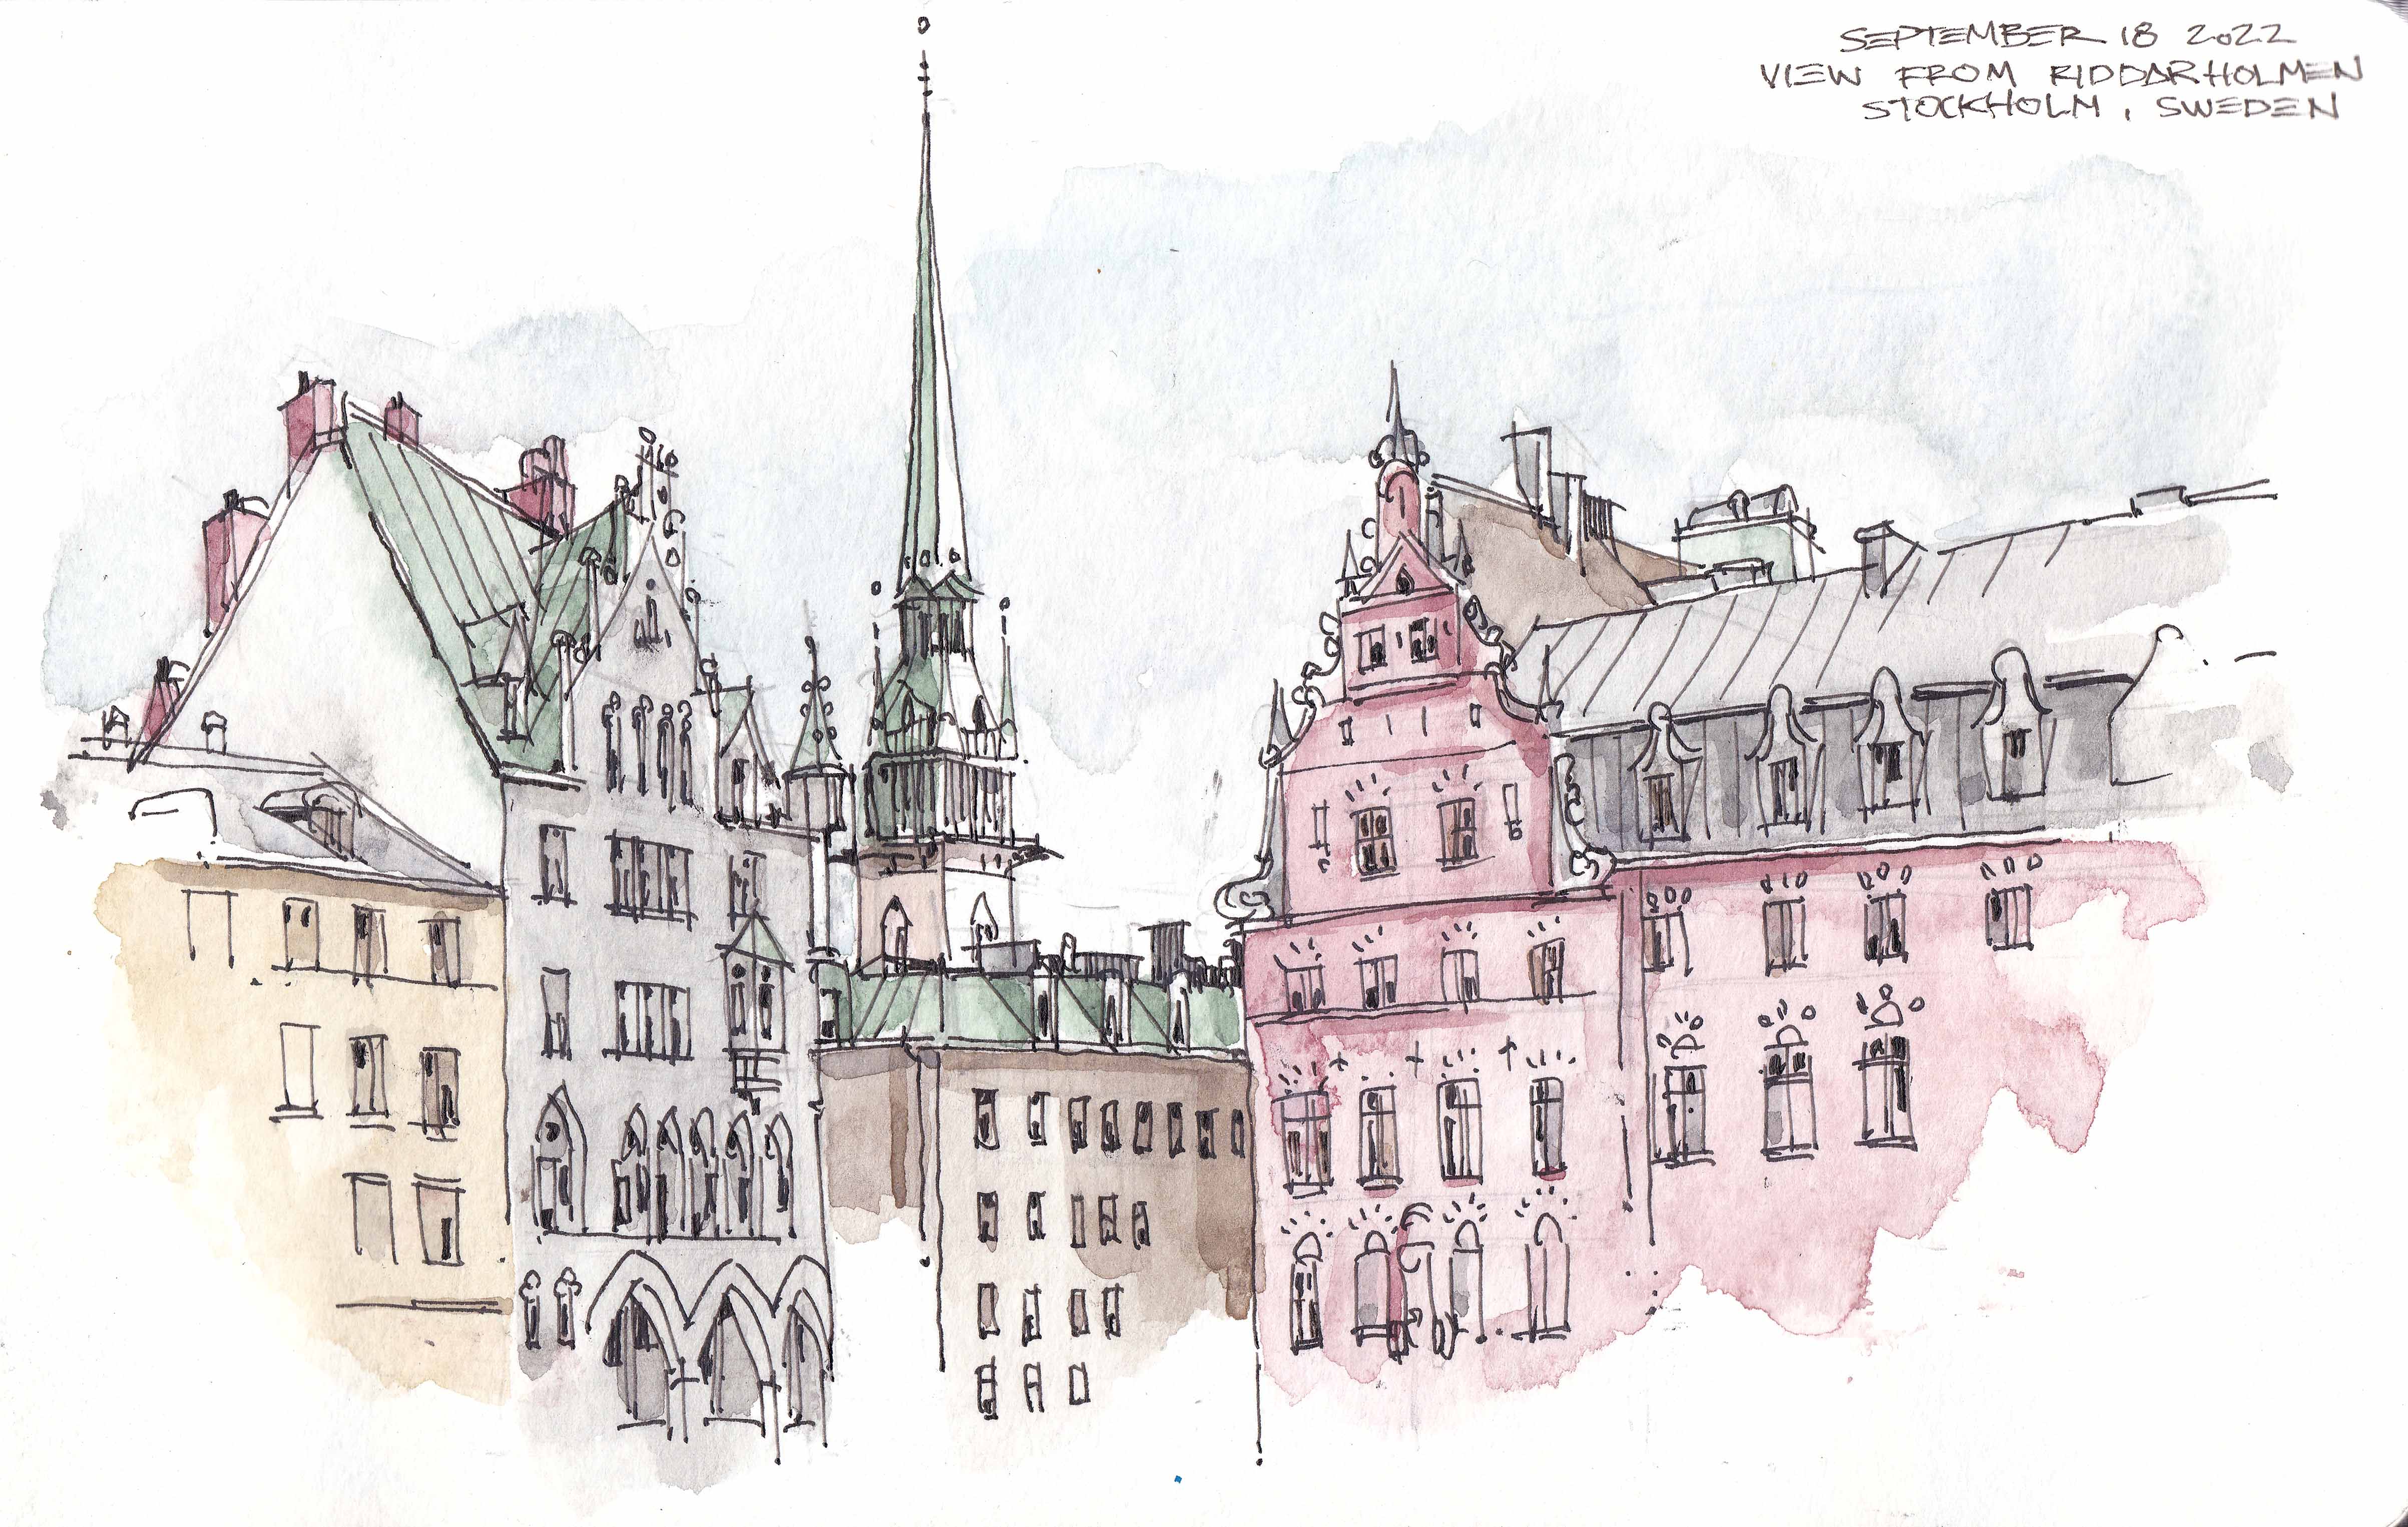 SEPTEMBER 18 2022
VIEW FROM RIDDARHOLMEN
STOCKHOLM, SWEDEN